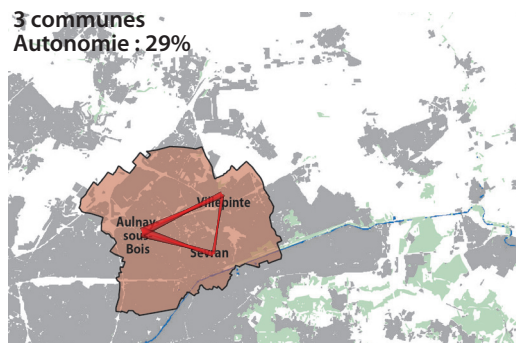 3 communes
Autonomie : 29%
Villepinte
Aulnay
sous
Bois
Sevran